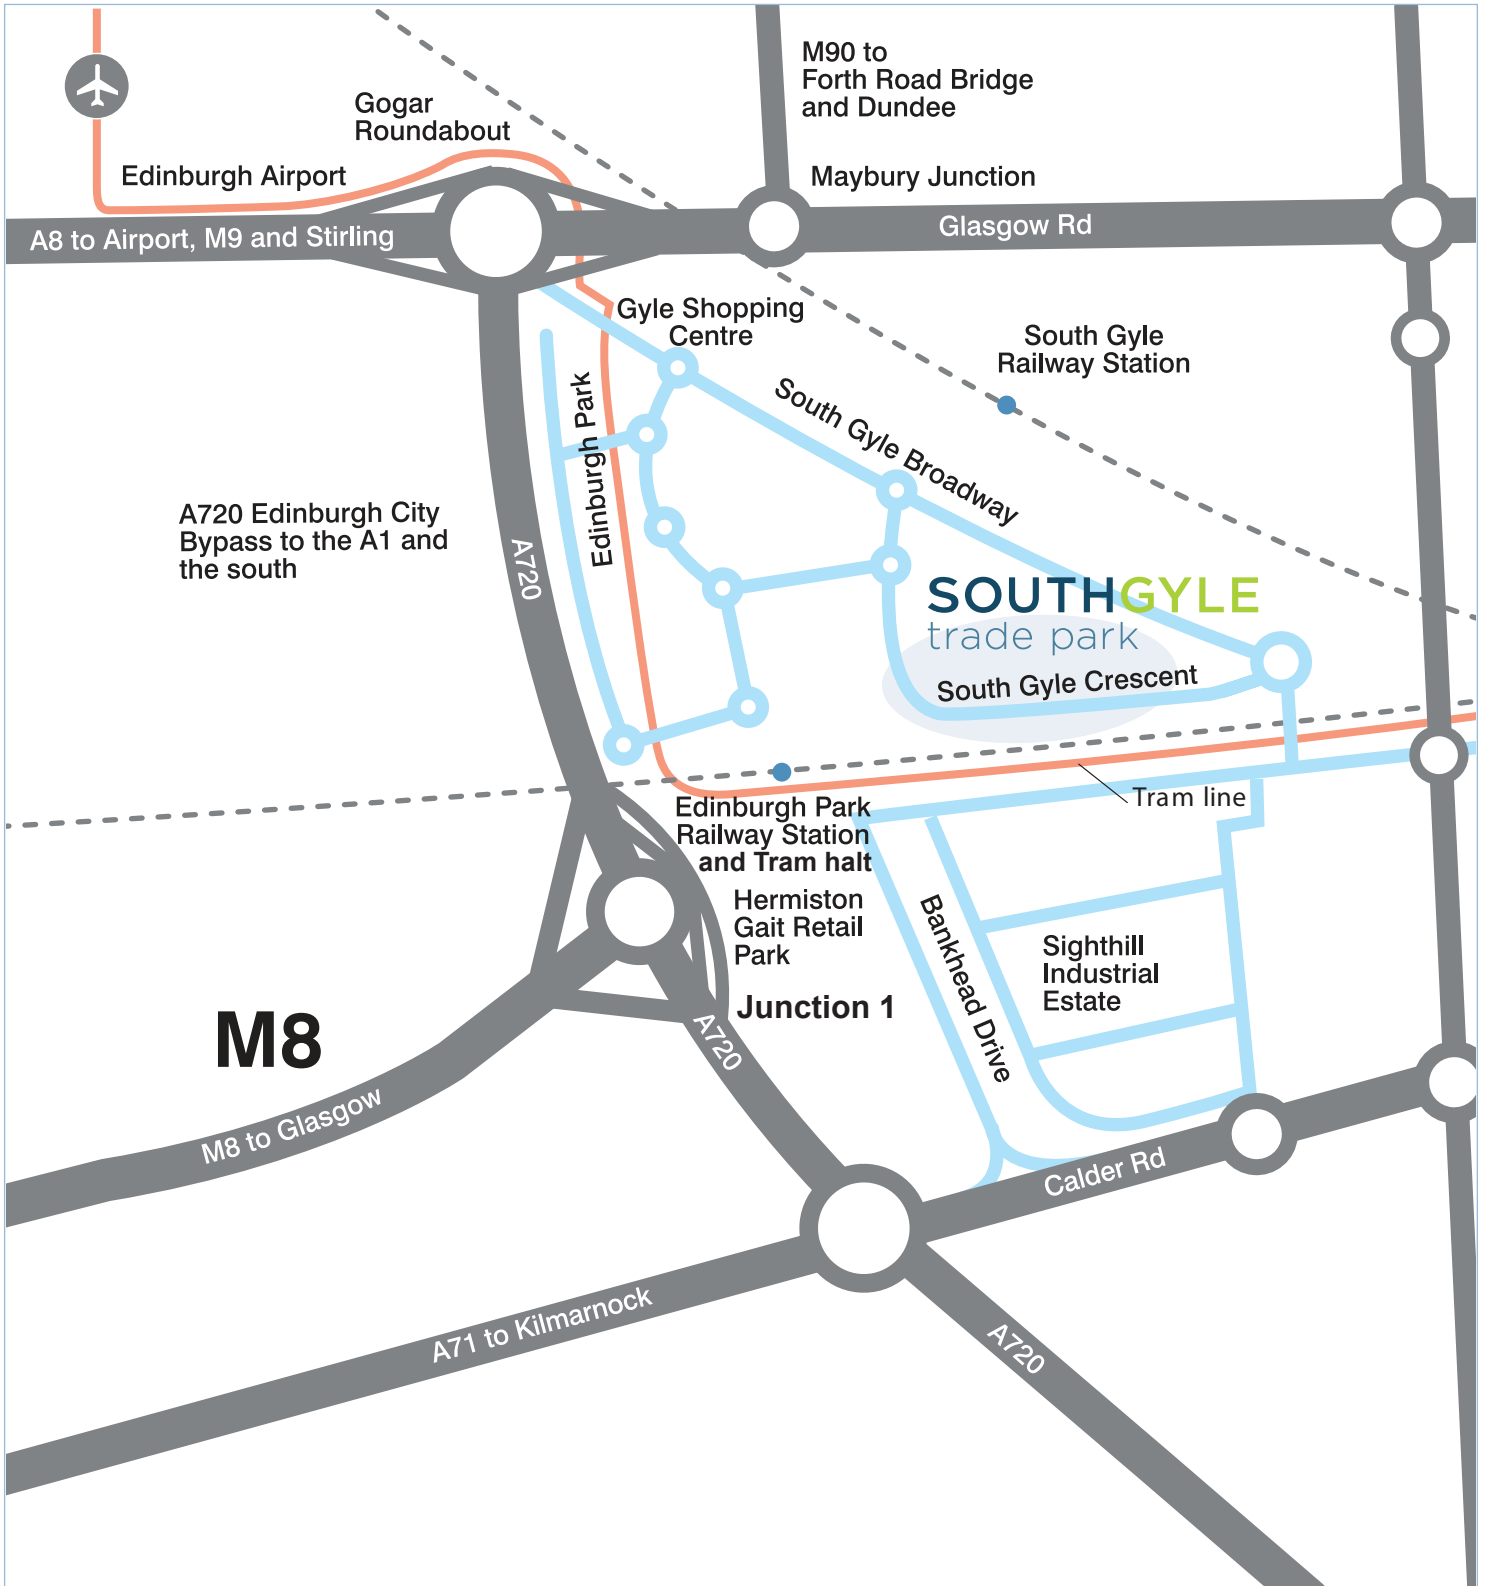 M90 to
Forth Road Bridge
and Dundee
Gogar
Roundabout
Edinburgh Airport
Maybury Junction
A8 to Airport, M9 and Stirling
Glasgow Rd
Gyle Shopping
Centre
South Gyle
Railway Station
Edinburgh Park
South Gyle Broadway
A720 Edinburgh City
Bypass to the A1 and
the south
A720
SOUTHGYLE
trade park
South Gyle Crescent
Tram line
Edinburgh Park
Railway Station
and Tram halt
Hermiston
Gait Retail
Park
Bankhead Drive
Sighthill
Industrial
Estate
Junction 1
M8
A720
M8 to Glasgow
Calder Rd
A71 to Kilmarnock
A720